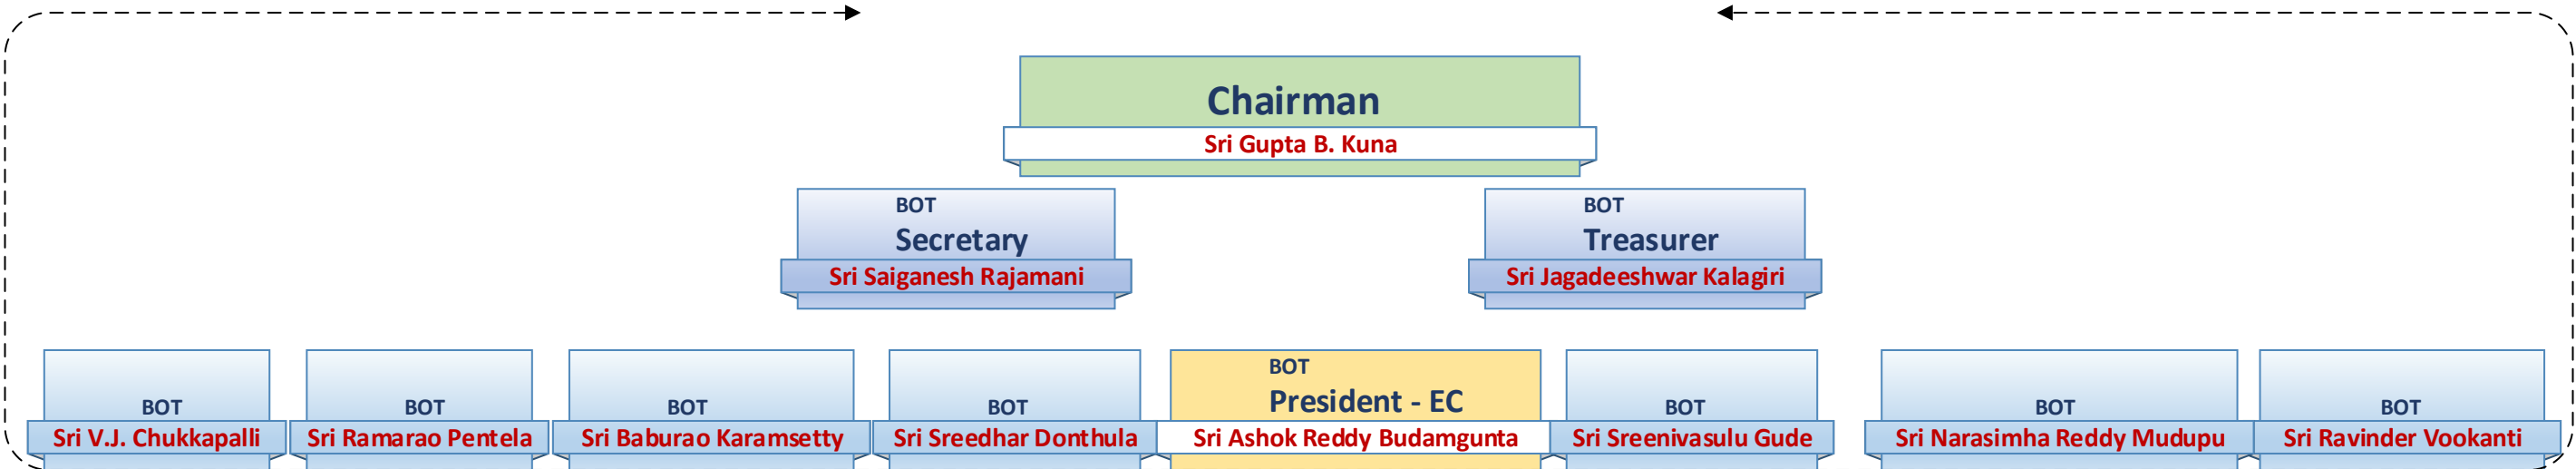 Chairman
Sri Gupta B. Kuna
BOT
Secretary
Sri Saiganesh Rajamani
BOT
Treasurer
Sri Jagadeeshwar Kalagiri
BOT
Sri V.J. Chukkapalli
BOT
Sri Ramarao Pentela
BOT
Sri Baburao Karamsetty
BOT
Sri Sreedhar Donthula
BOT
President - EC
Sri Ashok Reddy Budamgunta
BOT
Sri Sreenivasulu Gude
BOT
Sri Narasimha Reddy Mudupu
BOT
Sri Ravinder Vookanti